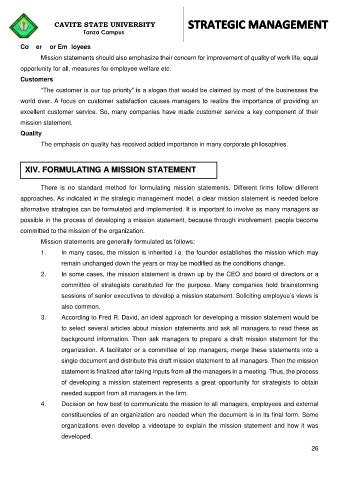 CAVITE STATE UNIVERSITY
Tanza Campus
STRATEGIC MANAGEMENT
Co er or Em loyees
Mission statements should also emphasize their concern for improvement of quality of work life, equal
opportunity for all, measures for employee welfare etc.
Customers
"The customer is our top priority" is a slogan that would be claimed by most of the businesses the
world over. A focus on customer satisfaction causes managers to realize the importance of providing an
excellent customer service. So, many companies have made customer service a key component of their
mission statement.
Quality
The emphasis on quality has received added importance in many corporate philosophies.
XIV. FORMULATING A MISSION STATEMENT
There is no standard method for formulating mission statements. Different firms follow different
approaches. As indicated in the strategic management model, a clear mission statement is needed before
alternative strategies can be formulated and implemented. It is important to involve as many managers as
possible in the process of developing a mission statement, because through involvement, people become
committed to the mission of the organization.
Mission statements are generally formulated as follows:
1. In many cases, the mission is inherited i.e. the founder establishes the mission which may
remain unchanged down the years or may be modified as the conditions change.
2. In some cases, the mission statement is drawn up by the CEO and board of directors or a
committee of strategists constituted for the purpose. Many companies hold brainstorming
sessions of senior executives to develop a mission statement. Soliciting employee's views is
also common.
3. According to Fred R. David, an ideal approach for developing a mission statement would be
to select several articles about mission statements and ask all managers to read these as
background information. Then ask managers to prepare a draft mission statement for the
organization. A facilitator or a committee of top managers, merge these statements into a
single document and distribute this draft mission statement to all managers. Then the mission
statement is finalized after taking inputs from all the managers in a meeting. Thus, the process
of developing a mission statement represents a great opportunity for strategists to obtain
needed support from all managers in the firm.
4. Decision on how best to communicate the mission to all managers, employees and external
constituencies of an organization are needed when the document is in its final form. Some
organizations even develop a videotape to explain the mission statement and how it was
developed.
26